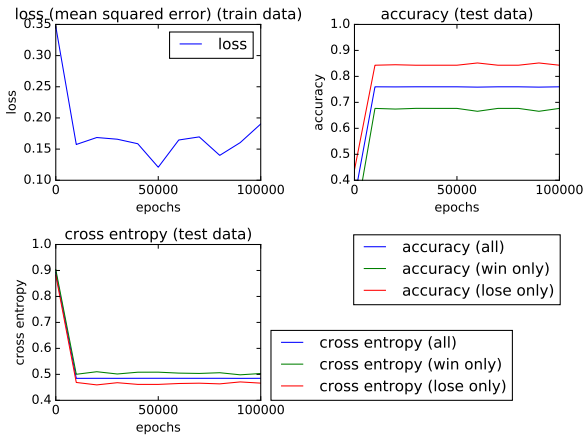 loss (mean squared error) (train data)
0.35
0.30
0.25
0.20
0.15
0.10
loss
loss
0
50000
100000
epochs
accuracy (test data)
1.0
0.9
0.8
0.7
0.6
0.5
0.4
accuracy
0
50000
100000
epochs
cross entropy (test data)
1.0
0.9
0.8
0.7
0.6
0.5
0.4
cross entropy
0
50000
100000
epochs
accuracy (all)
accuracy (win only)
accuracy (lose only)
cross entropy (all)
cross entropy (win only)
cross entropy (lose only)